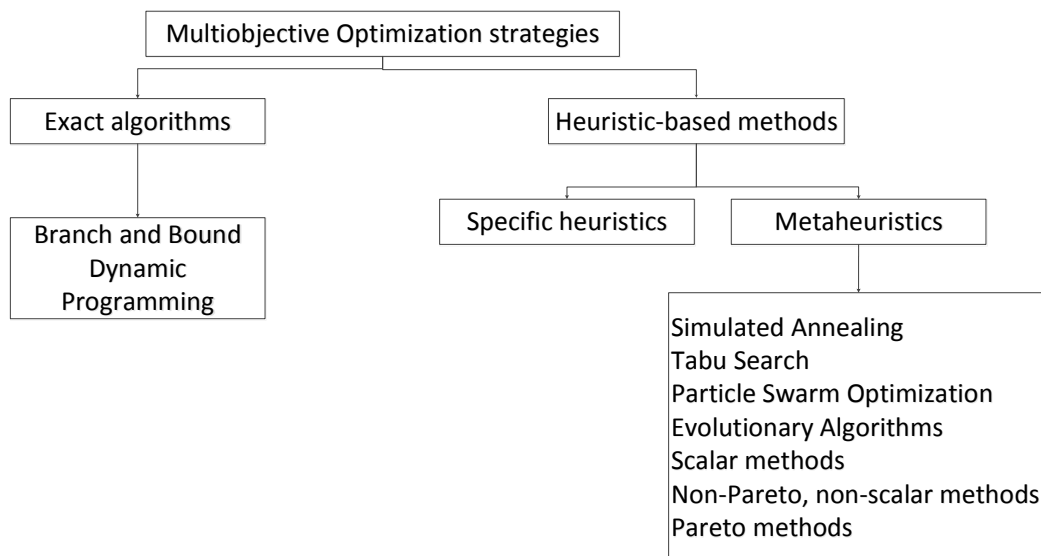 Multiobjective Optimization strategies
Exact algorithms
Heuristic-based methods
Specific heuristics
Metaheuristics
Branch and Bound
Dynamic
Programming
Simulated Annealing
Tabu Search
Particle Swarm Optimization
Evolutionary Algorithms
Scalar methods
Non-Pareto, non-scalar methods
Pareto methods